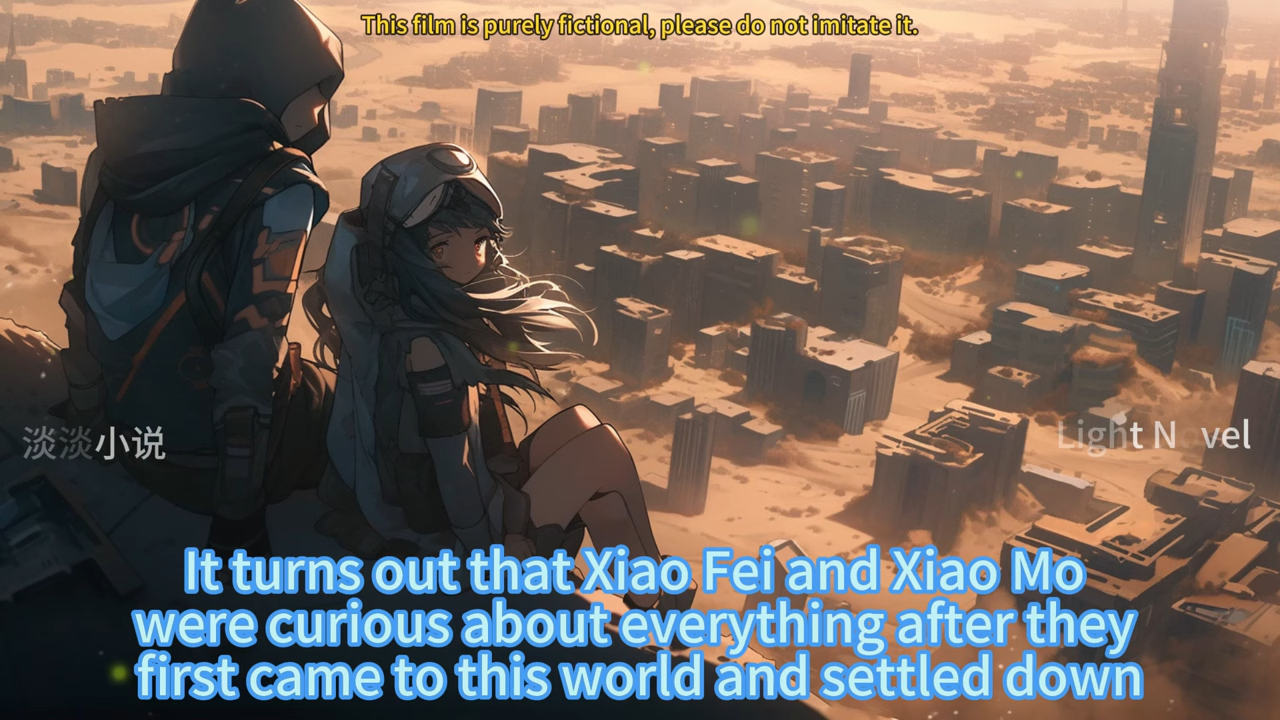 This film is purely fictional, please do not imitate it.
淡淡小说
Light Novel
It turns out that Xiao Fei and Xiao Mo
were curious about everything after they
first came to this world and settled down